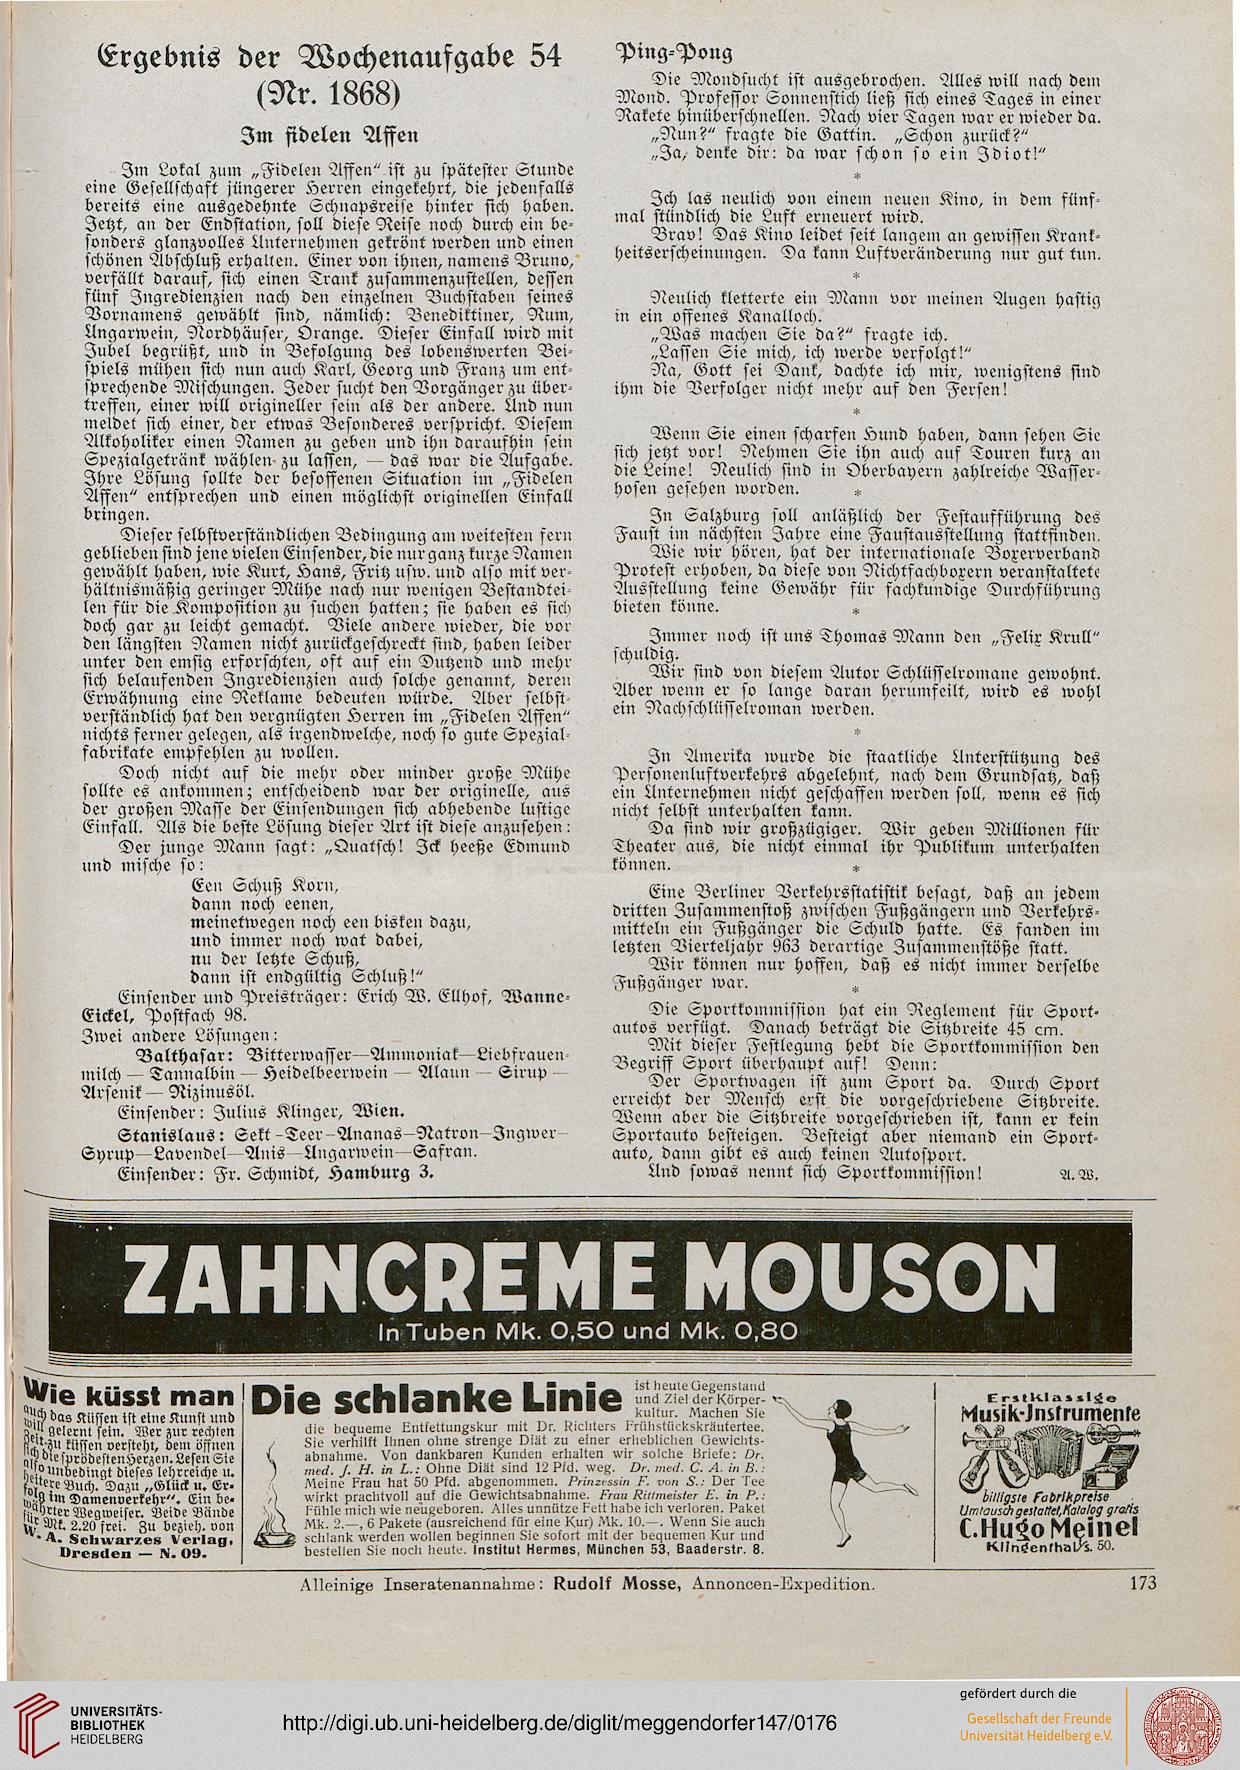 Ergebnis der Wochenaufgabe 54
(Nr. 1868)
Im fidelen Affen
Im Lokal zum „Fidelen Affen“ ist zu spätester Stunde
eine Gesellschaft jüngerer Herren eingekehrt, die jedenfalls
bereits eine ausgedehnte Schnapsreise hinter sich haben.
Jetzt, an der Endstation, soll diese Reise noch durch ein be-
sonders glanzvolles Unternehmen gekrönt werden und einen
schönen Abschluß erhalten. Einer von ihnen, namens Bruno,
verfällt darauf, sich einen Trank zusammenzustellen, dessen
fünf Ingredienzien nach den einzelnen Buchstaben seines
Vornamens gewählt sind, nämlich: Benediktiner, Rum,
Ungarwein, Nordhäuser, Orange. Dieser Einfall wird mit
Jubel begrüßt, und in Befolgung des lobenswerten Bei-
spiels mühen sich nun auch Karl, Georg und Franz um ent-
sprechende Mischungen. Jeder sucht den Vorgänger zu über-
treffen, einer will origineller sein als der andere. Und nun
meldet sich einer, der etwas Besonderes verspricht. Diesem
Alkoholiker einen Namen zu geben und ihn daraufhin sein
Spezialgetränk wählen zu lassen, — das war die Aufgabe.
Ihre Lösung sollte der besoffenen Situation im „Fidelen
Affen“ entsprechen und einen möglichst originellen Einfall
bringen.
Dieser selbstverständlichen Bedingung am weitesten fern
geblieben sind jene vielen Einsender, die nur ganz kurze Namen
gewählt haben, wie Kurt, Hans, Fritz usw. und also mit ver-
hältnismäßig geringer Mühe nach nur wenigen Bestandtei-
len für die Komposition zu suchen hatten; sie haben es sich
doch gar zu leicht gemacht. Viele andere wieder, die vor
den längsten Namen nicht zurückgeschreckt sind, haben leider
unter den emsig erforschten, oft auf ein Dutzend und mehr
sich belaufenden Ingredienzien auch solche genannt, deren
Erwähnung eine Reklame bedeuten würde. Aber selbst-
verständlich hat den vergnügten Herren im „Fidelen Affen“
nichts ferner gelegen, als irgendwelche, noch so gute Spezial-
fabrikate empfehlen zu wollen.
Doch nicht auf die mehr oder minder große Mühe
sollte es ankommen; entscheidend war der originelle, aus
der großen Masse der Einsendungen sich abhebende lustige
Einfall. Als die beste Lösung dieser Art ist diese anzusehen:
Der junge Mann sagt: „Quatsch! Ick heeße Edmund
und mische so:
Een Schuß Korn,
dann noch eenen,
meinetwegen noch een bisken dazu,
und immer noch wat dabei,
nu der letzte Schuß,
dann ist endgültig Schluß!“
Einsender und Preisträger: Erich W. Ellhof, Wanne-
Eickel, Postfach 98.
Zwei andere Lösungen:
Balthasar: Bitterwasser—Ammoniak—Liebfrauen-
milch — Tannalbin — Heidelbeerwein — Alaun — Sirup —
Arsenik — Rizinusöl.
Einsender: Julius Klinger, Wien.
Stanislaus: Sekt-Teer-Ananas—Natron—Ingwer—
Syrup—Lavendel—Anis—Ungarwein—Safran.
Einsender: Fr. Schmidt, Hamburg 3.
Ping-Pong
Die Mondsucht ist ausgebrochen. Alles will nach dem
Mond. Professor Sonnenstich ließ sich eines Tages in einer
Rakete hinüberschnellen. Nach vier Tagen war er wieder da.
„Nun?“ fragte die Gattin. „Schon zurück?“
„Ja, denke dir: da war schon so ein Idiot!“
*
Ich las neulich von einem neuen Kino, in dem fünf-
mal stündlich die Luft erneuert wird.
Brav! Das Kino leidet seit langem an gewissen Krank-
heitserscheinungen. Da kann Luftveränderung nur gut tun.
*
Neulich kletterte ein Mann vor meinen Augen hastig
in ein offenes Kanalloch.
„Was machen Sie da?“ fragte ich.
„Lassen Sie mich, ich werde verfolgt!“
Na, Gott sei Dank, dachte ich mir, wenigstens sind
ihm die Verfolger nicht mehr auf den Fersen!
*
Wenn Sie einen scharfen Hund haben, dann sehen Sie
sich jetzt vor! Nehmen Sie ihn auch auf Touren kurz an
die Leine! Neulich sind in Oberbayern zahlreiche Wasser-
hosen gesehen worden.
*
In Salzburg soll anläßlich der Festaufführung des
Faust im nächsten Jahre eine Faustausstellung stattfinden.
Wie wir hören, hat der internationale Boxerverband
Protest erhoben, da diese von Nichtfachboxern veranstaltete
Ausstellung keine Gewähr für fachkundige Durchführung
bieten könne.
*
Immer noch ist uns Thomas Mann den „Felix Krull“
schuldig.
Wir sind von diesem Autor Schlüsselromane gewohnt.
Aber wenn er so lange daran herumfeilt, wird es wohl
ein Nachschlüsselroman werden.
*
In Amerika wurde die staatliche Unterstützung des
Personenluftverkehrs abgelehnt, nach dem Grundsatz, daß
ein Unternehmen nicht geschaffen werden soll, wenn es sich
nicht selbst unterhalten kann.
Da sind wir großzügiger. Wir geben Millionen für
Theater aus, die nicht einmal ihr Publikum unterhalten
können.
*
Eine Berliner Verkehrsstatistik besagt, daß an jedem
dritten Zusammenstoß zwischen Fußgängern und Verkehrs-
mitteln ein Fußgänger die Schuld hatte. Es fanden im
letzten Vierteljahr 963 derartige Zusammenstöße statt.
Wir können nur hoffen, daß es nicht immer derselbe
Fußgänger war.
*
Die Sportkommission hat ein Reglement für Sport-
autos verfügt. Danach beträgt die Sitzbreite 45 cm.
Mit dieser Festlegung hebt die Sportkommission den
Begriff Sport überhaupt auf! Denn:
Der Sportwagen ist zum Sport da. Durch Sport
erreicht der Mensch erst die vorgeschriebene Sitzbreite.
Wenn aber die Sitzbreite vorgeschrieben ist, kann er kein
Sportauto besteigen. Besteigt aber niemand ein Sport-
auto, dann gibt es auch keinen Autosport.
Und sowas nennt sich Sportkommission! A. W.
ZAHNCREME MOUSON
In Tuben Mk. 0,50 und Mk. 0,80
Wie küsst man
auch das Küssen ist eine Kunst und
will gelernt sein. Wer zur rechten
Zeit zu küssen versteht, dem öffnen
sich die sprödesten Herzen. Lesen Sie
also unbedingt dieses lehrreiche u.
heitere Buch. Dazu „Glück u. Er-
folg im Damenverkehr“. Ein be-
währter Wegweiser. Beide Bände
für Mk. 2.20 frei. Zu bezieh. von
W. A. Schwarzes Verlag,
Dresden — N. 09.
Die schlanke Linie
ist heute Gegenstand
und Ziel der Körper-
kultur. Machen Sie
die bequeme Entfettungskur mit Dr. Richters Frühstückskräutertee.
Sie verhilft Ihnen ohne strenge Diät zu einer erheblichen Gewichts-
abnahme. Von dankbaren Kunden erhalten wir solche Briefe: Dr.
med. J. H. in L.: Ohne Diät sind 12 Pfd. weg. Dr. med. C. A. in B.:
Meine Frau hat 50 Pfd. abgenommen. Prinzessin F. von S.: Der Tee
wirkt prachtvoll auf die Gewichtsabnahme. Frau Rittmeister E. in P.:
Fühle mich wie neugeboren. Alles unnütze Fett habe ich verloren. Paket
Mk. 2.—, 6 Pakete (ausreichend für eine Kur) Mk. 10.—. Wenn Sie auch
schlank werden wollen beginnen Sie sofort mit der bequemen Kur und
bestellen Sie noch heute. Institut Hermes, München 53, Baaderstr. 8.
Erstklassige
Musik-Instrumente
billigste Fabrikpreise
Umtausch gestattet, Katalog gratis
C. Hugo Meinel
Klingenthal/s. 50.
Alleinige Inseratenannahme: Rudolf Mosse, Annoncen-Expedition.
173
UNIVERSITÄTS-
BIBLIOTHEK
HEIDELBERG
http://digi.ub.uni-heidelberg.de/diglit/meggendorfer147/0176
gefördert durch die
Gesellschaft der Freunde
Universität Heidelberg e.V.